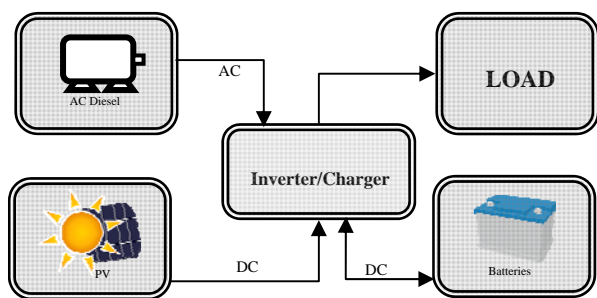 AC Diesel
AC
LOAD
Inverter/Charger
PV
DC
DC
Batteries